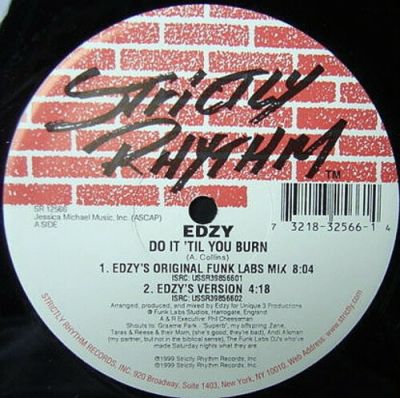 STRICTLY
RHYTHM
TM
SR 12566
Jessica Michael Music, Inc. (ASCAP)
A SIDE
7 3218-32566-1 4
EDZY
DO IT 'TIL YOU BURN
(A. Collins)
1. EDZY'S ORIGINAL FUNK LABS MIX 8:04
ISRC: USSR39856601
2. EDZY'S VERSION 4:18
ISRC: USSR39856602
Arranged, produced, and mixed by Edzy for Unique 3 Productions
@ Funk Labs Studios, Harrogate, England
A & R Executive: Phil Cheeseman
Shouts to: Graeme Park - "Superb", my offspring Zane,
Taras & Reese & their Mom, (she's good, they're bad), Andi Aikman
(my partner, but not in the biblical sense), The Funk Labs DJ's who've
made Saturday nights what they are
℗1999 Strictly Rhythm Records, Inc.
©1999 Strictly Rhythm Records, Inc.
STRICTLY RHYTHM RECORDS, INC. 920 Broadway, Suite 1403, New York, NY 10010. Web Address: www.strictly.com